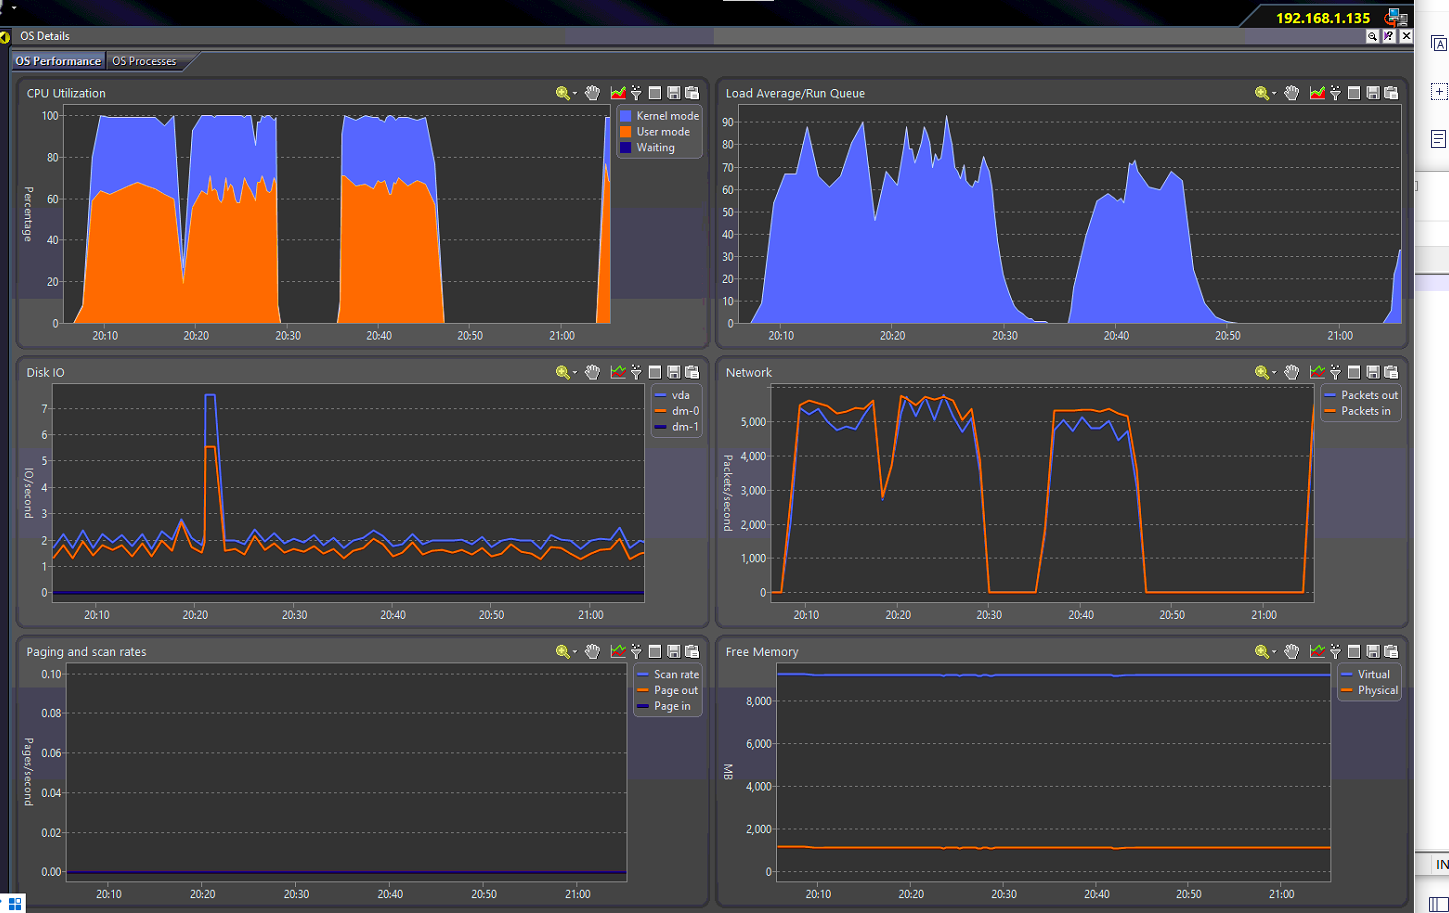 192.168.1.135
OS Details
OS Performance
OS Processes
CPU Utilization
Percentage
100
80
60
40
20
0
20:10
20:20
20:30
20:40
20:50
21:00
Kernel mode
User mode
Waiting
Load Average/Run Queue
90
80
70
60
50
40
30
20
10
0
20:10
20:20
20:30
20:40
20:50
21:00
Disk IO
IO/second
7
6
5
4
3
2
1
0
20:10
20:20
20:30
20:40
20:50
21:00
vda
dm-0
dm-1
Network
Packets/second
5,000
4,000
3,000
2,000
1,000
0
20:10
20:20
20:30
20:40
20:50
21:00
Packets out
Packets in
Paging and scan rates
Pages/second
0.10
0.08
0.06
0.04
0.02
0.00
20:10
20:20
20:30
20:40
20:50
21:00
Scan rate
Page out
Page in
Free Memory
MB
8,000
6,000
4,000
2,000
0
20:10
20:20
20:30
20:40
20:50
21:00
Virtual
Physical
IN